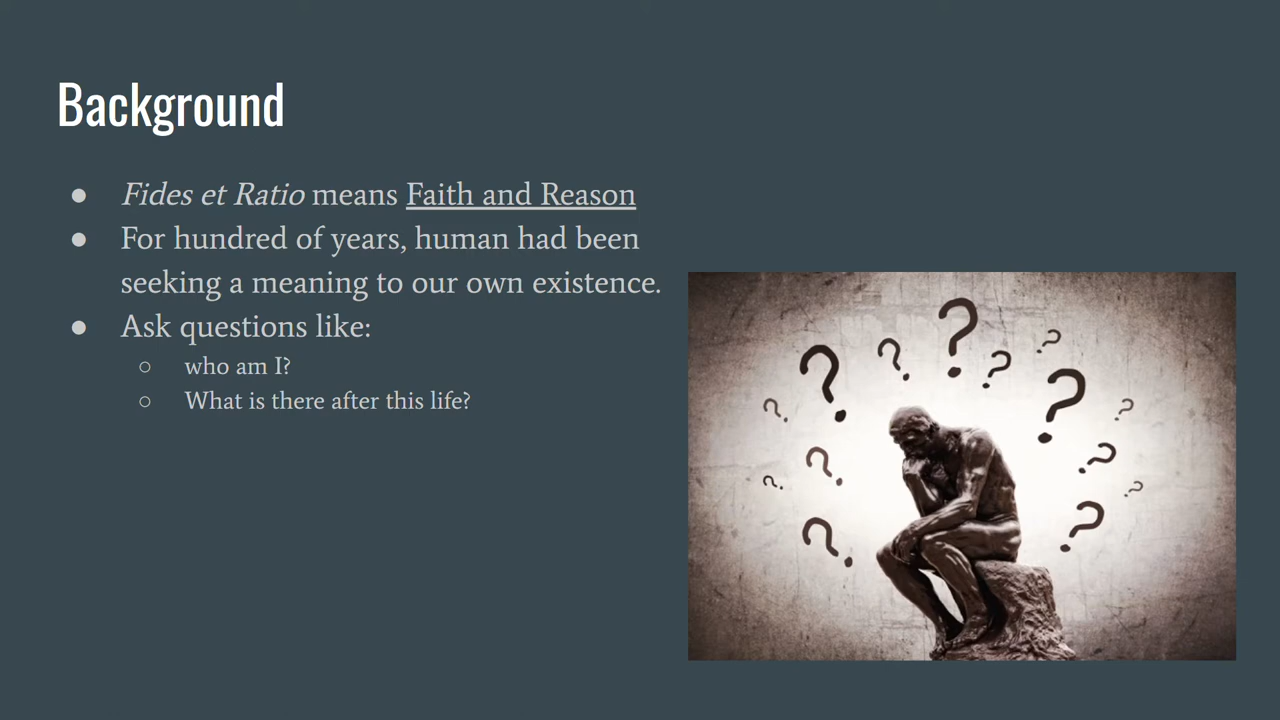 Background
● Fides et Ratio means Faith and Reason
● For hundred of years, human had been
seeking a meaning to our own existence.
● Ask questions like:
○ who am I?
○ What is there after this life?